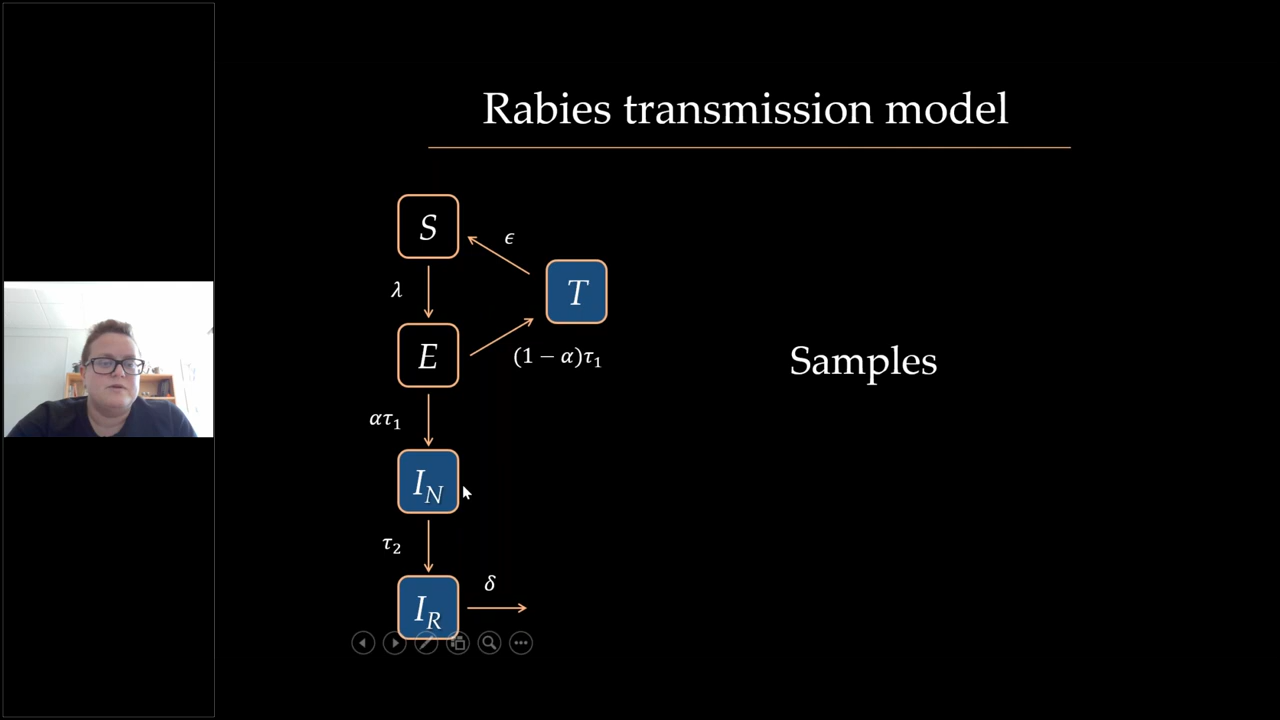 Rabies transmission model
S
ϵ
T
λ
E
(1 − α)τ₁
Samples
ατ₁
I_N
τ₂
δ
I_R